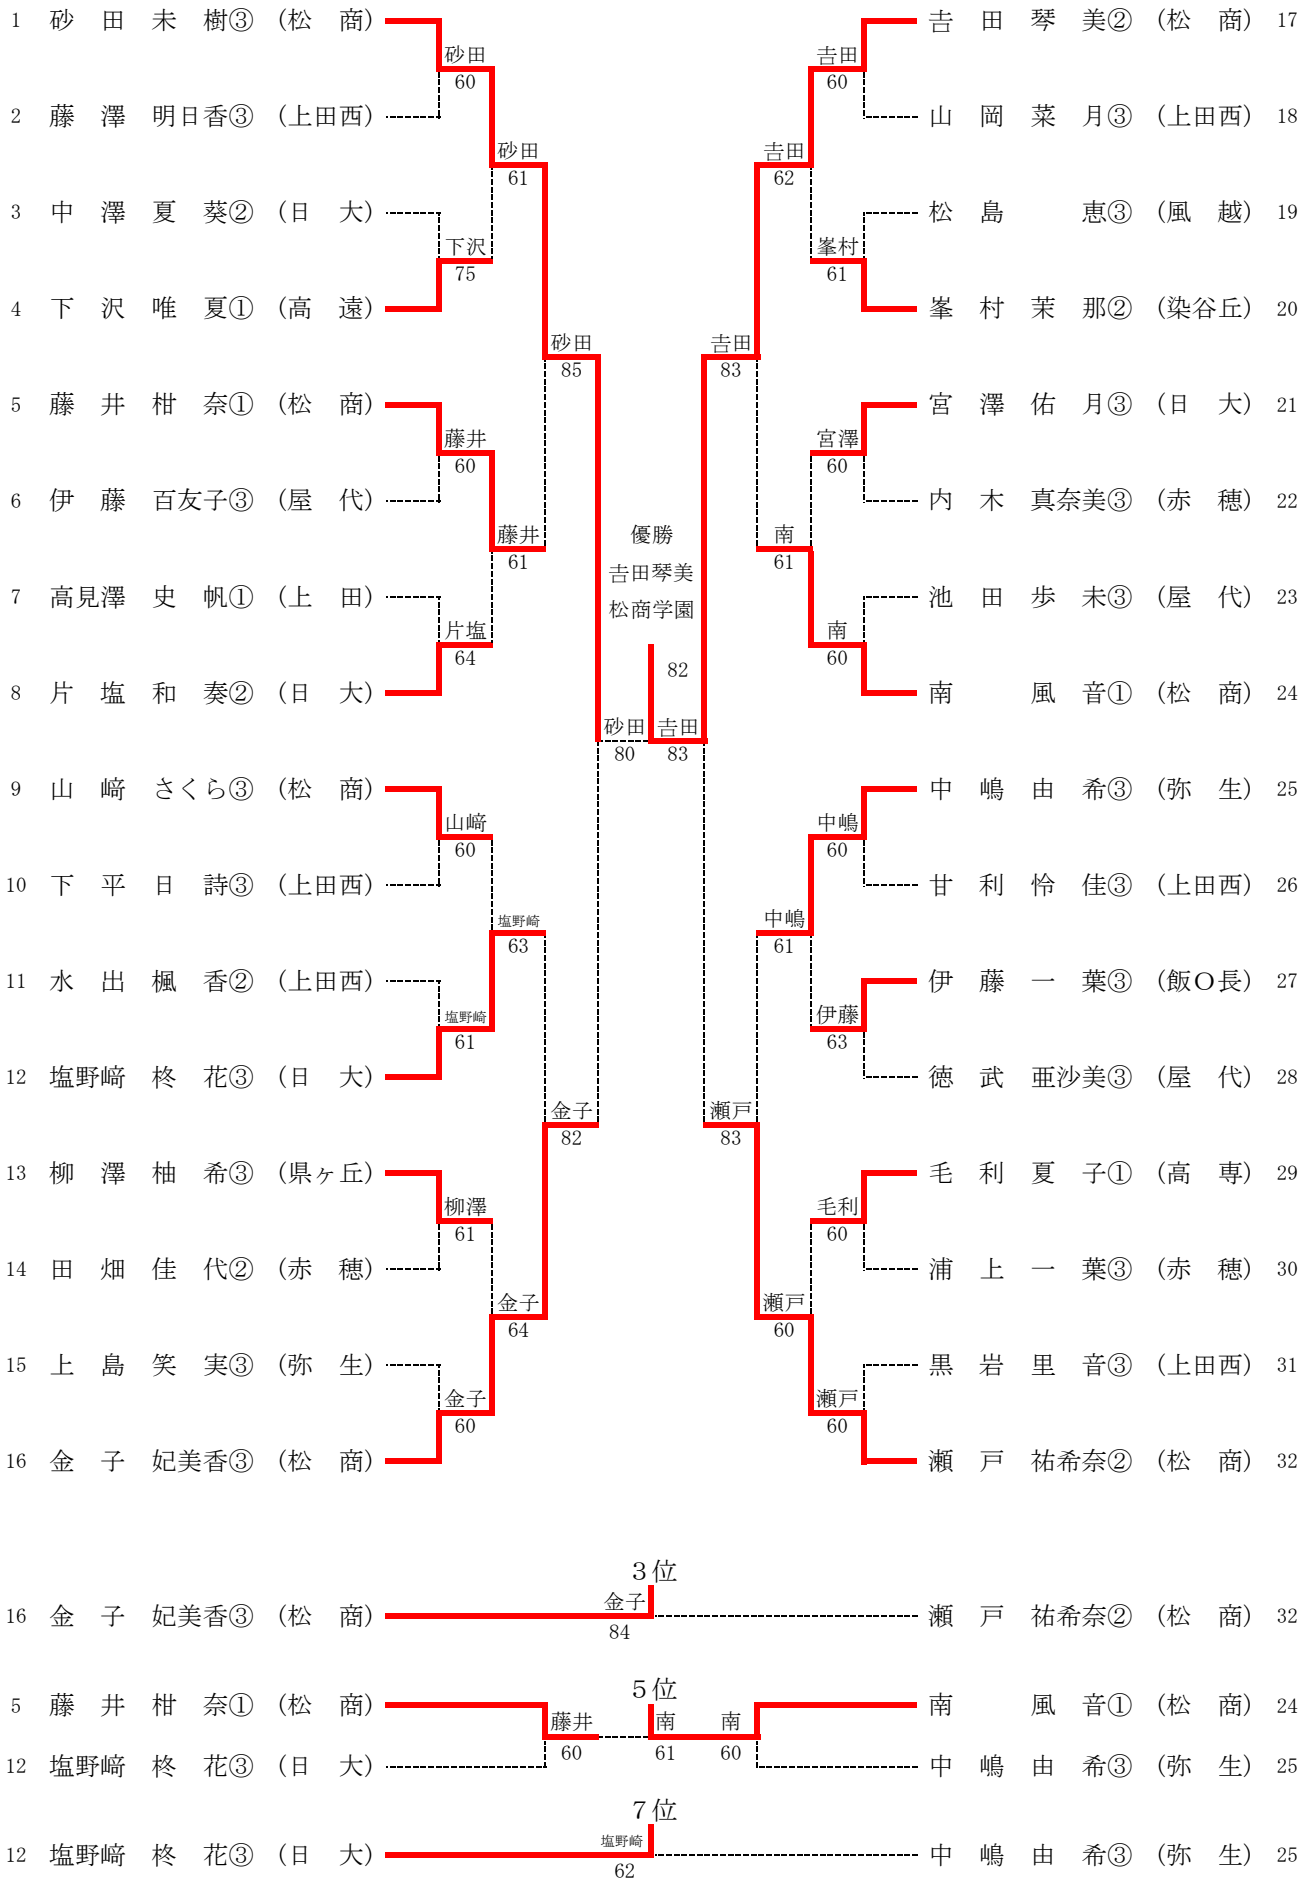 1 砂 田 未 樹③ (松 商) 𠮷 田 琴 美② (松 商) 17
砂田 𠮷田
60 60
2 藤 澤 明日香③ (上田西) 山 岡 菜 月③ (上田西) 18
砂田 𠮷田
61 62
3 中 澤 夏 葵② (日 大) 松 島 恵③ (風 越) 19
下沢 峯村
75 61
4 下 沢 唯 夏① (高 遠) 峯 村 茉 那② (染谷丘) 20
砂田 𠮷田
85 83
5 藤 井 柑 奈① (松 商) 宮 澤 佑 月③ (日 大) 21
藤井 宮澤
60 60
6 伊 藤 百友子③ (屋 代) 内 木 真奈美③ (赤 穂) 22
藤井 優勝 南
61 61
𠮷田琴美
7 高見澤 史 帆① (上 田) 池 田 歩 未③ (屋 代) 23
松商学園
片塩 南
64 82 60
8 片 塩 和 奏② (日 大) 南 風 音① (松 商) 24
砂田 𠮷田
80 83
9 山 﨑 さくら③ (松 商) 中 嶋 由 希③ (弥 生) 25
山﨑 中嶋
60 60
10 下 平 日 詩③ (上田西) 甘 利 怜 佳③ (上田西) 26
塩野崎 中嶋
63 61
11 水 出 楓 香② (上田西) 伊 藤 一 葉③ (飯O長) 27
塩野崎 伊藤
61 63
12 塩野﨑 柊 花③ (日 大) 徳 武 亜沙美③ (屋 代) 28
金子 瀬戸
82 83
13 柳 澤 柚 希③ (県ヶ丘) 毛 利 夏 子① (高 専) 29
柳澤 毛利
61 60
14 田 畑 佳 代② (赤 穂) 浦 上 一 葉③ (赤 穂) 30
金子 瀬戸
64 60
15 上 島 笑 実③ (弥 生) 黒 岩 里 音③ (上田西) 31
金子 瀬戸
60 60
16 金 子 妃美香③ (松 商) 瀬 戸 祐希奈② (松 商) 32
３位
金子
16 金 子 妃美香③ (松 商) 瀬 戸 祐希奈② (松 商) 32
84
５位
5 藤 井 柑 奈① (松 商) 南 風 音① (松 商) 24
藤井 南 南
60 61 60
12 塩野﨑 柊 花③ (日 大) 中 嶋 由 希③ (弥 生) 25
７位
塩野崎
12 塩野﨑 柊 花③ (日 大) 中 嶋 由 希③ (弥 生) 25
62